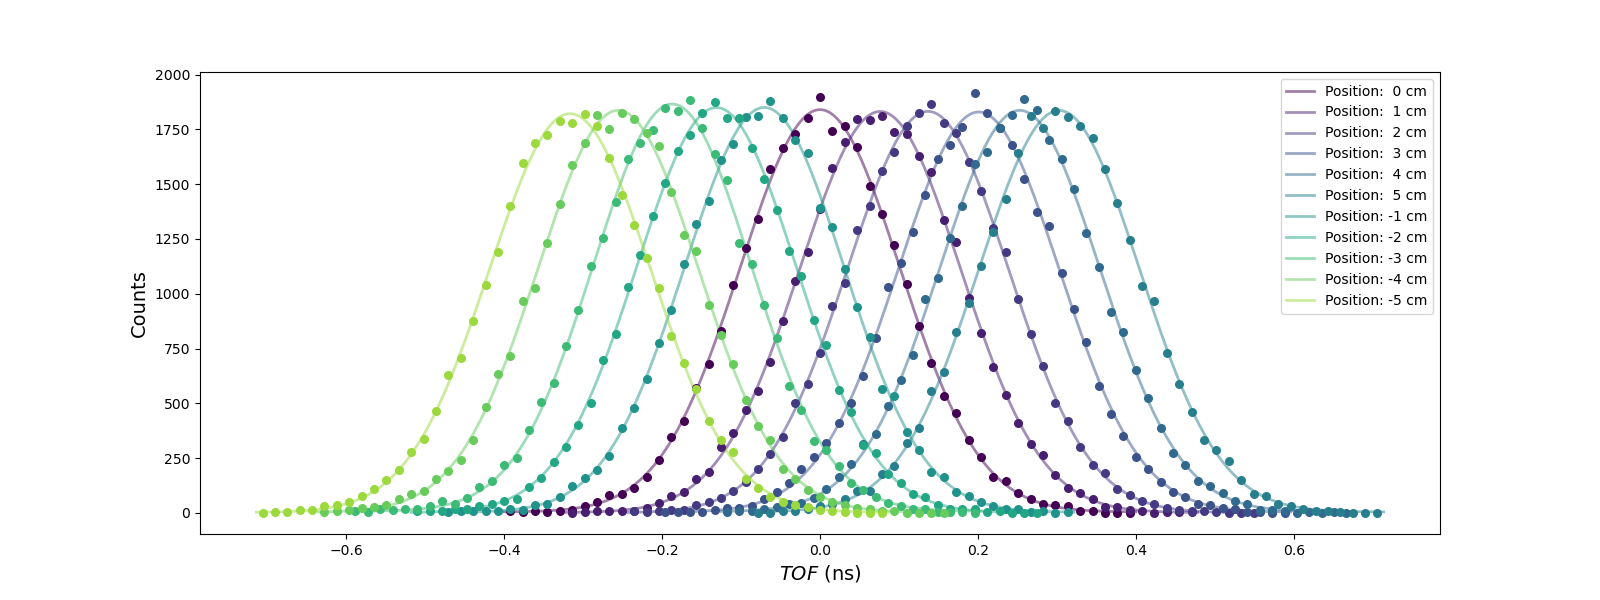 2000
1750
1500
1250
1000
750
500
250
0
Counts
−0.6
−0.4
−0.2
0.0
0.2
0.4
0.6
TOF (ns)
Position:  0 cm
Position:  1 cm
Position:  2 cm
Position:  3 cm
Position:  4 cm
Position:  5 cm
Position: -1 cm
Position: -2 cm
Position: -3 cm
Position: -4 cm
Position: -5 cm